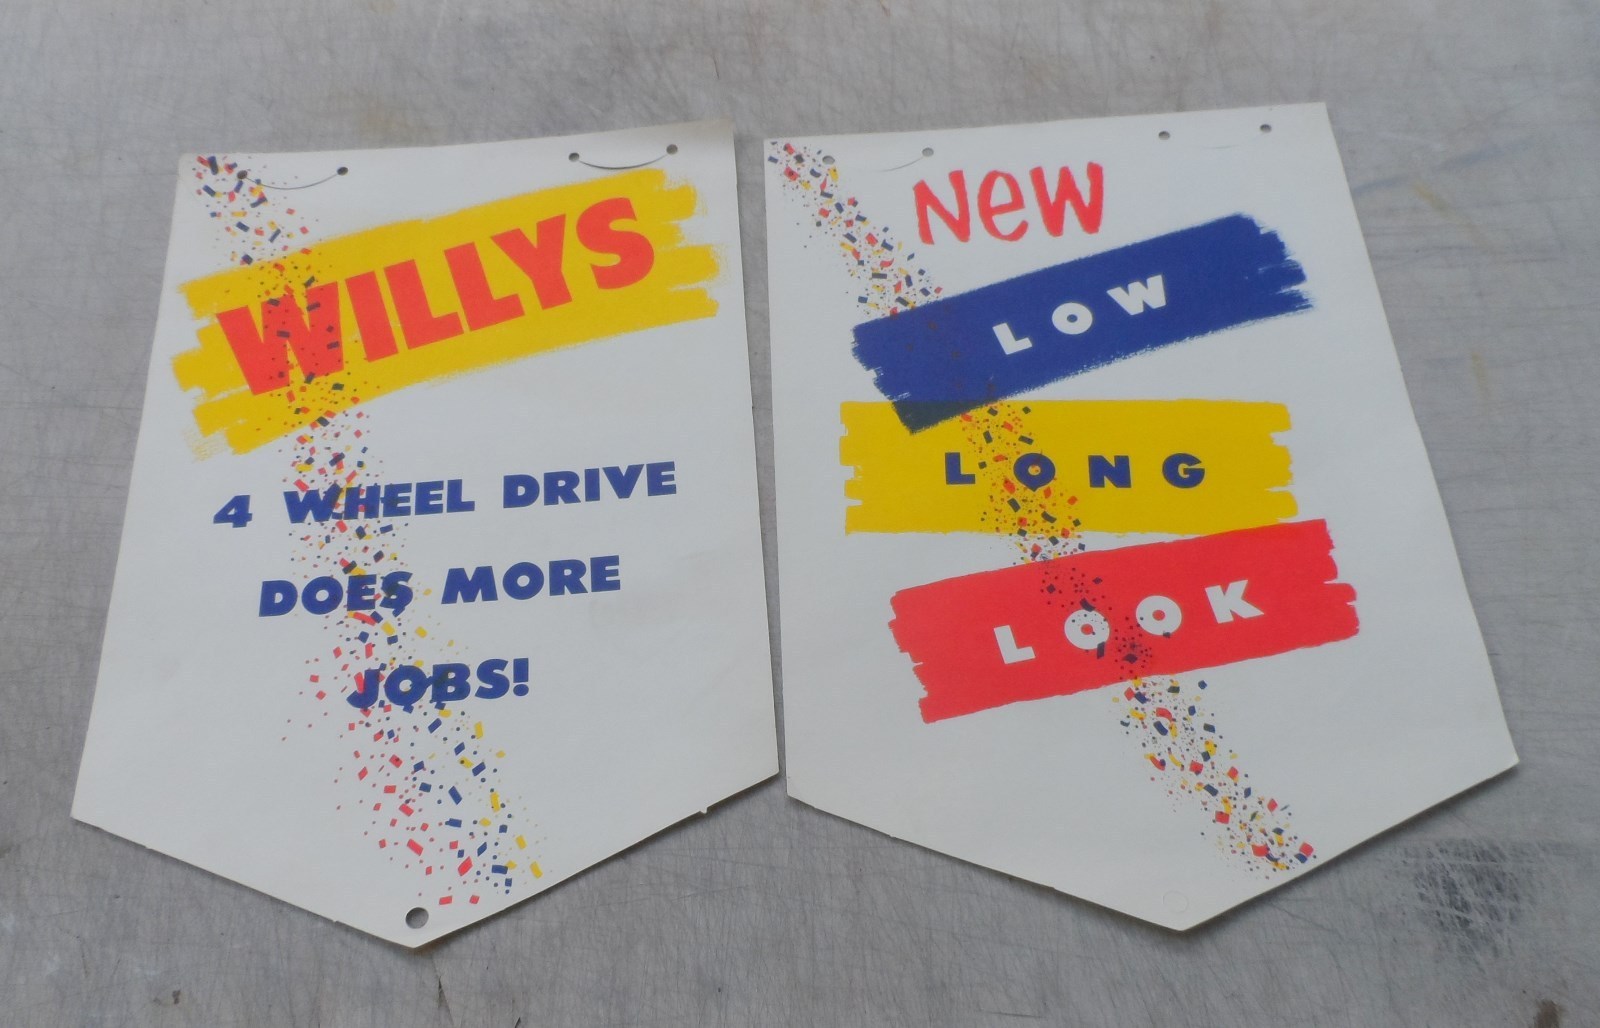 WILLYS
4 WHEEL DRIVE
DOES MORE
JOBS!
New
LOW
LONG
LOOK